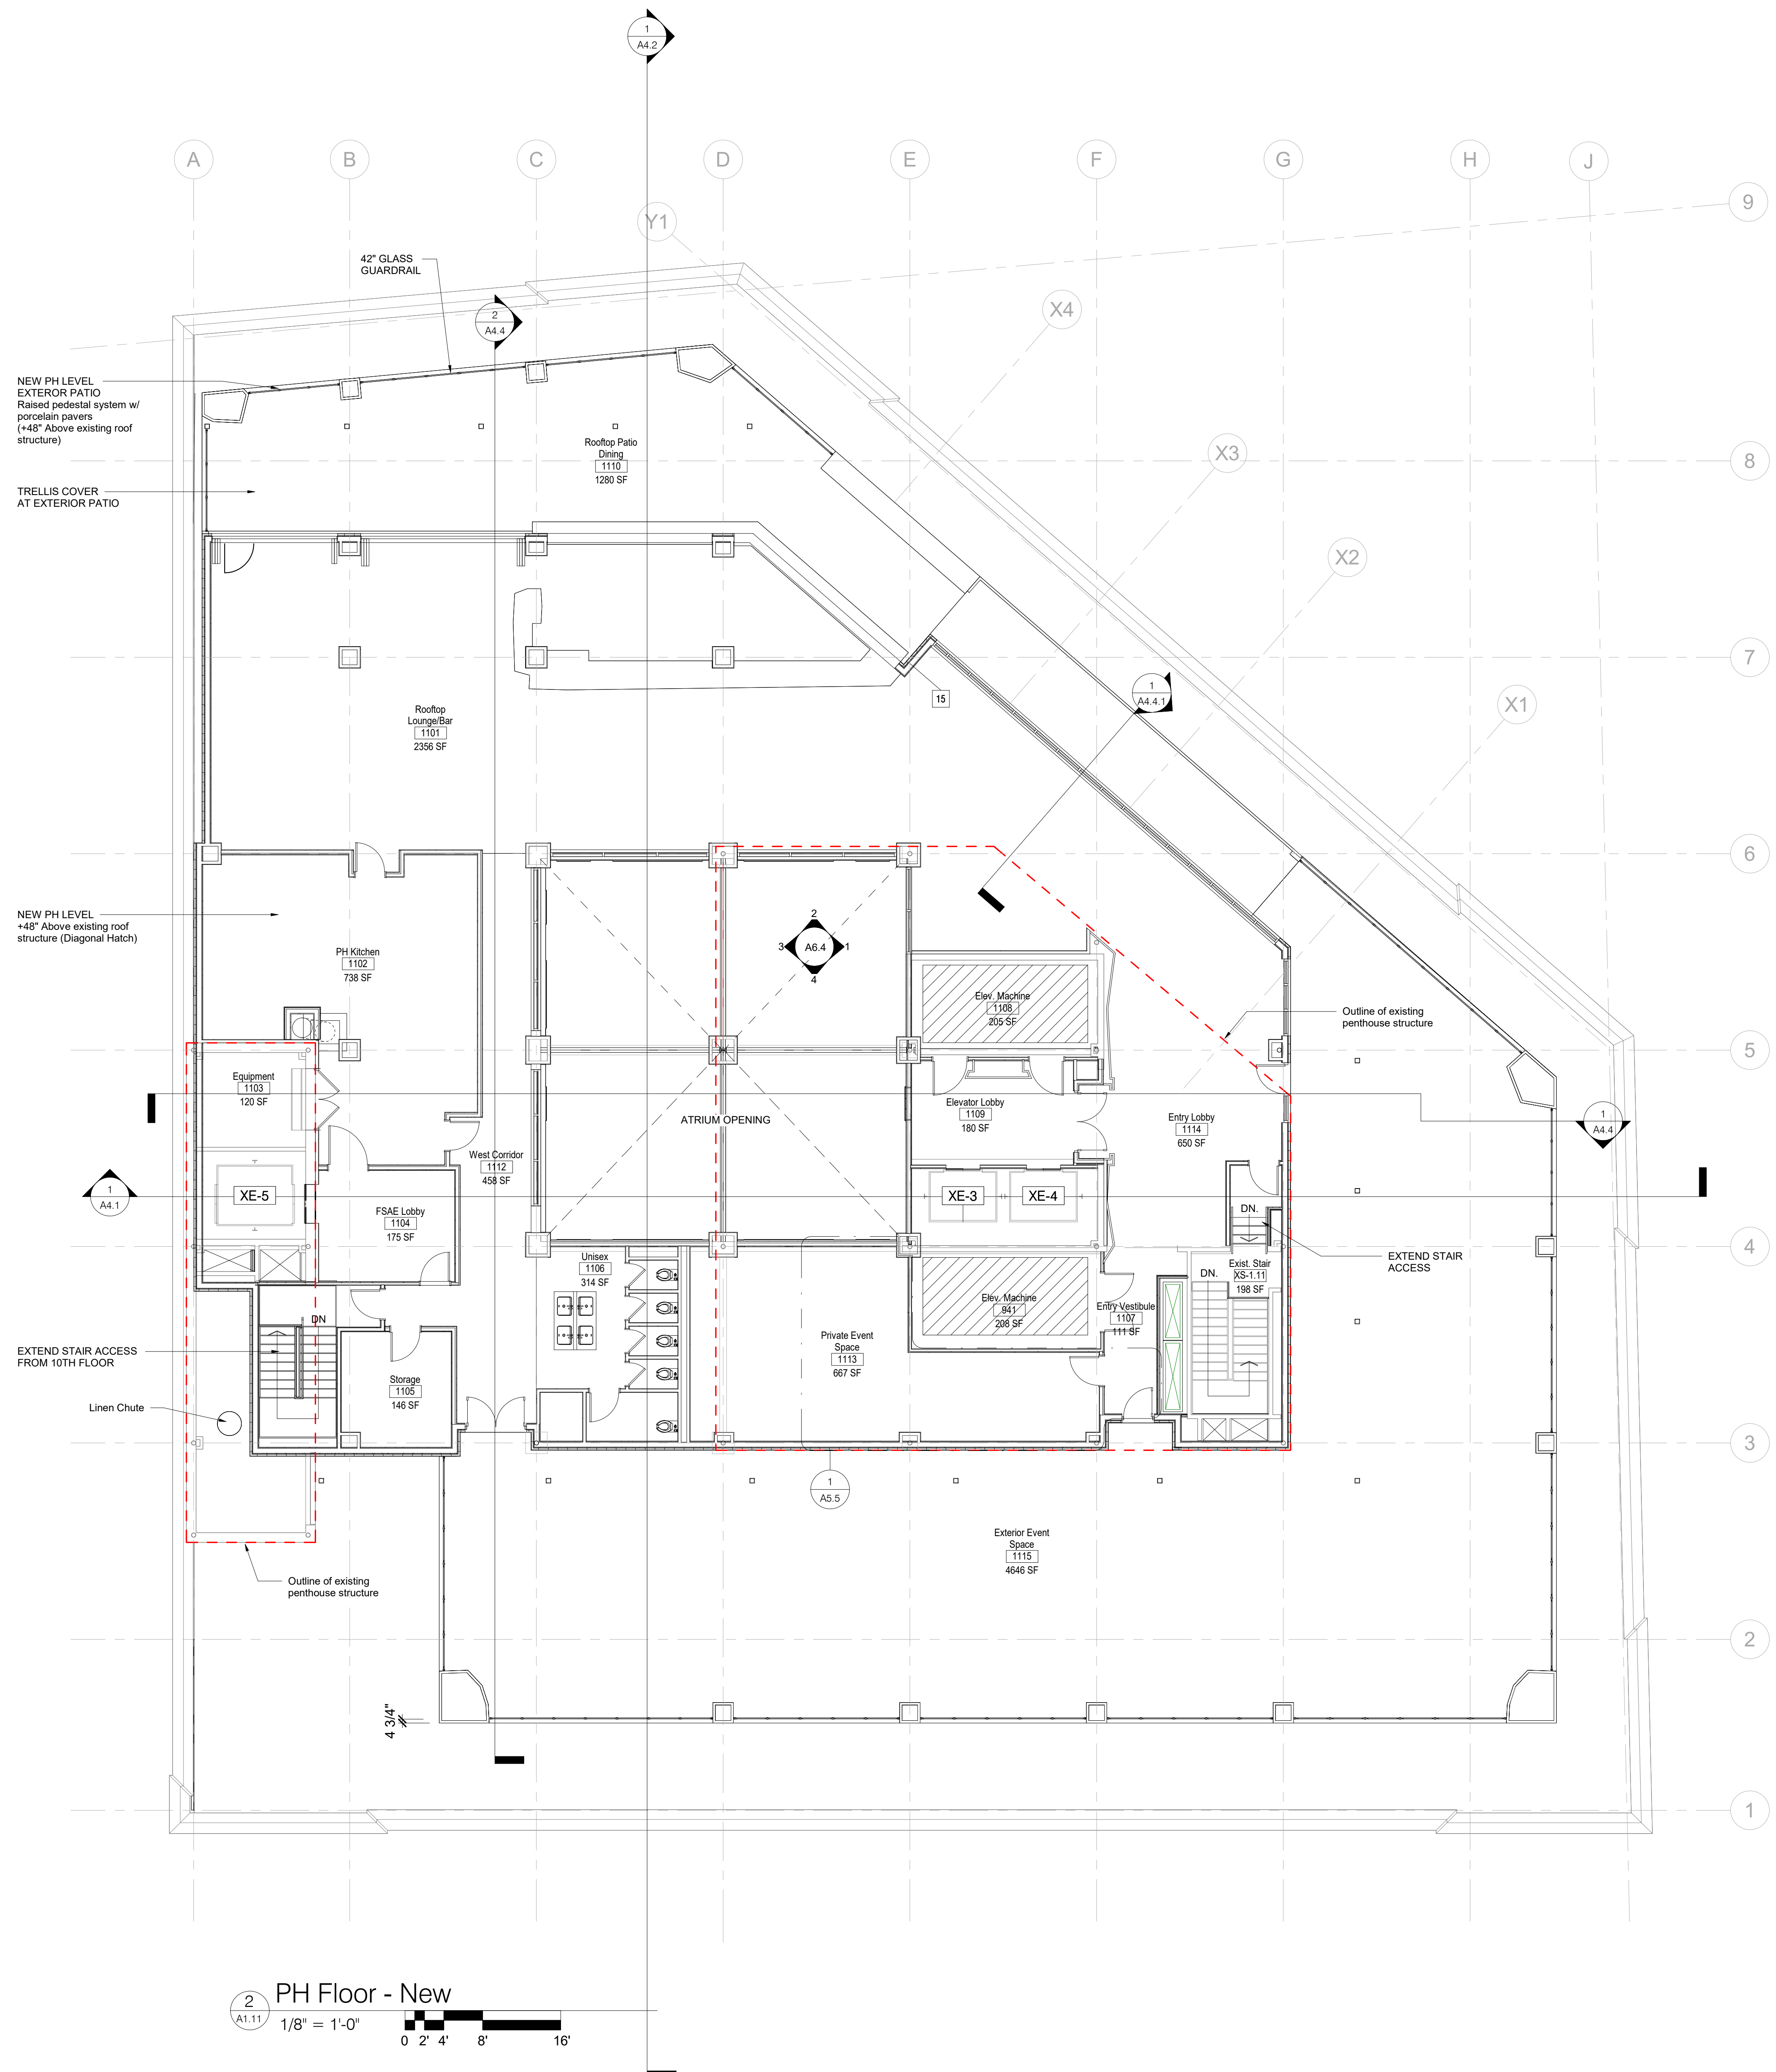 1
A4.2
A
B
C
D
E
F
G
H
J
9
Y1
42" GLASS
GUARDRAIL
X4
2
A4.4
NEW PH LEVEL
EXTEROR PATIO
Raised pedestal system w/
porcelain pavers
(+48" Above existing roof
structure)
Rooftop Patio
Dining
1110
1280 SF
X3
8
TRELLIS COVER
AT EXTERIOR PATIO
X2
7
15
1
A4.4.1
X1
Rooftop
Lounge/Bar
1101
2356 SF
6
NEW PH LEVEL
+48" Above existing roof
structure (Diagonal Hatch)
2
3
A6.4
1
4
PH Kitchen
1102
738 SF
Elev. Machine
1108
205 SF
Outline of existing
penthouse structure
5
Equipment
1103
120 SF
Elevator Lobby
1109
180 SF
ATRIUM OPENING
Entry Lobby
1114
650 SF
1
A4.4
West Corridor
1112
458 SF
1
A4.1
XE-5
XE-3
XE-4
FSAE Lobby
1104
175 SF
DN.
4
Unisex
1106
314 SF
EXTEND STAIR
ACCESS
Exist. Stair
XS-1.11
198 SF
DN.
Elev. Machine
941
208 SF
Entry Vestibule
1107
111 SF
DN
Private Event
Space
1113
667 SF
EXTEND STAIR ACCESS
FROM 10TH FLOOR
Storage
1105
146 SF
Linen Chute
3
1
A5.5
Exterior Event
Space
1115
4646 SF
Outline of existing
penthouse structure
2
4 3/4"
1
2
A1.11
PH Floor - New
1/8" = 1'-0"
0 2' 4' 8' 16'